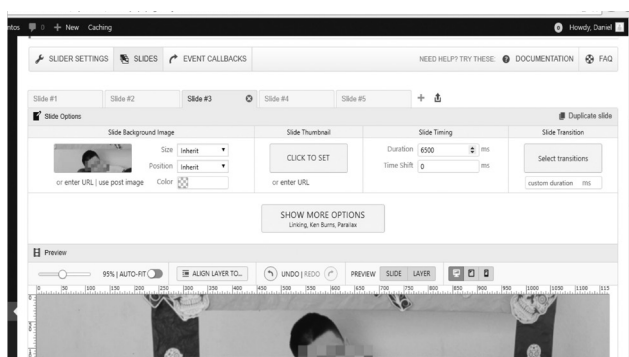 ntos 0 + New Caching Howdy, Daniel
SLIDER SETTINGS SLIDES EVENT CALLBACKS NEED HELP? TRY THESE: DOCUMENTATION FAQ
Slide #1 Slide #2 Slide #3 Slide #4 Slide #5 +
Slide Options Duplicate slide
Slide Background Image Slide Thumbnail Slide Timing Slide Transition
Size Inherit CLICK TO SET Duration 6500 ms Select transitions
Position Inherit Time Shift 0 ms
or enter URL | use post image Color or enter URL custom duration ms
SHOW MORE OPTIONS
Linking, Ken Burns, Parallax
Preview
95% | AUTO-FIT ALIGN LAYER TO... UNDO | REDO PREVIEW SLIDE LAYER
0 50 100 150 200 250 300 350 400 450 500 550 600 650 700 750 800 850 900 950 1000 1050 1100 115
0